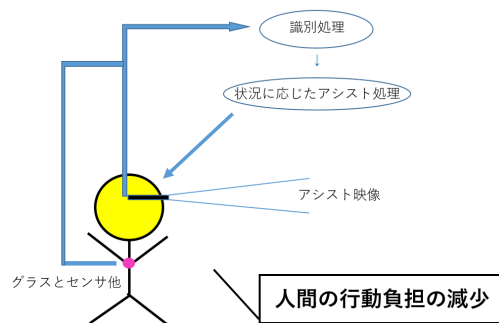 識別処理
↓
状況に応じたアシスト処理
アシスト映像
グラスとセンサ他
人間の行動負担の減少